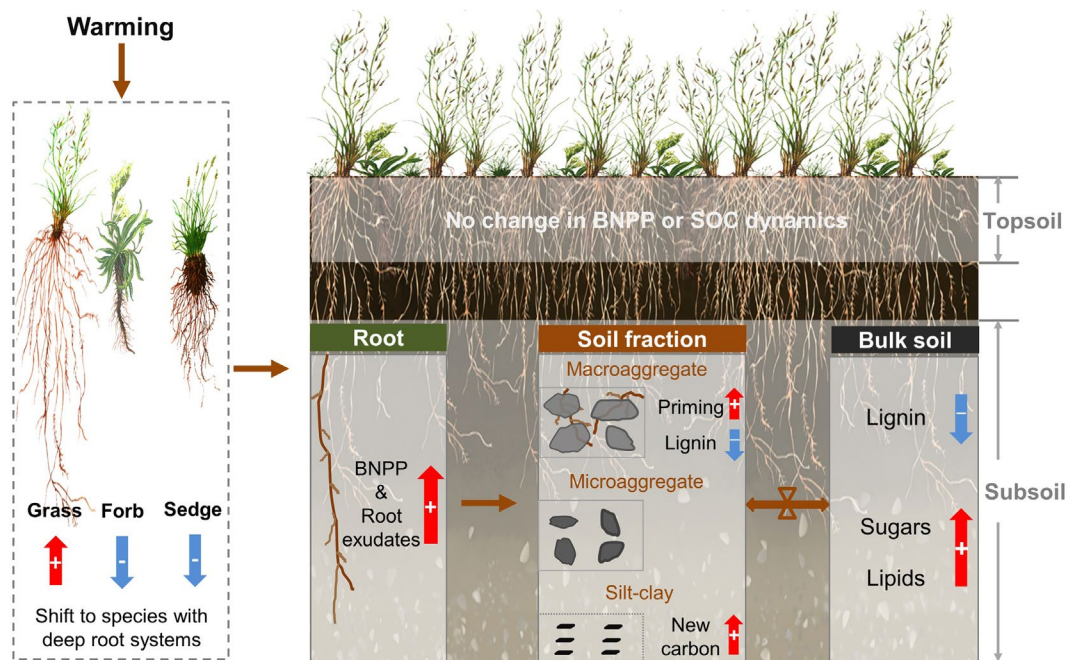 Warming
Grass Forb Sedge
+ - -
Shift to species with
deep root systems
No change in BNPP or SOC dynamics
Topsoil
Subsoil
Root
BNPP
&
Root
exudates
+
Soil fraction
Macroaggregate
Priming +
Lignin -
Microaggregate
Silt-clay
New
carbon
+
Bulk soil
Lignin -
Sugars
+
Lipids